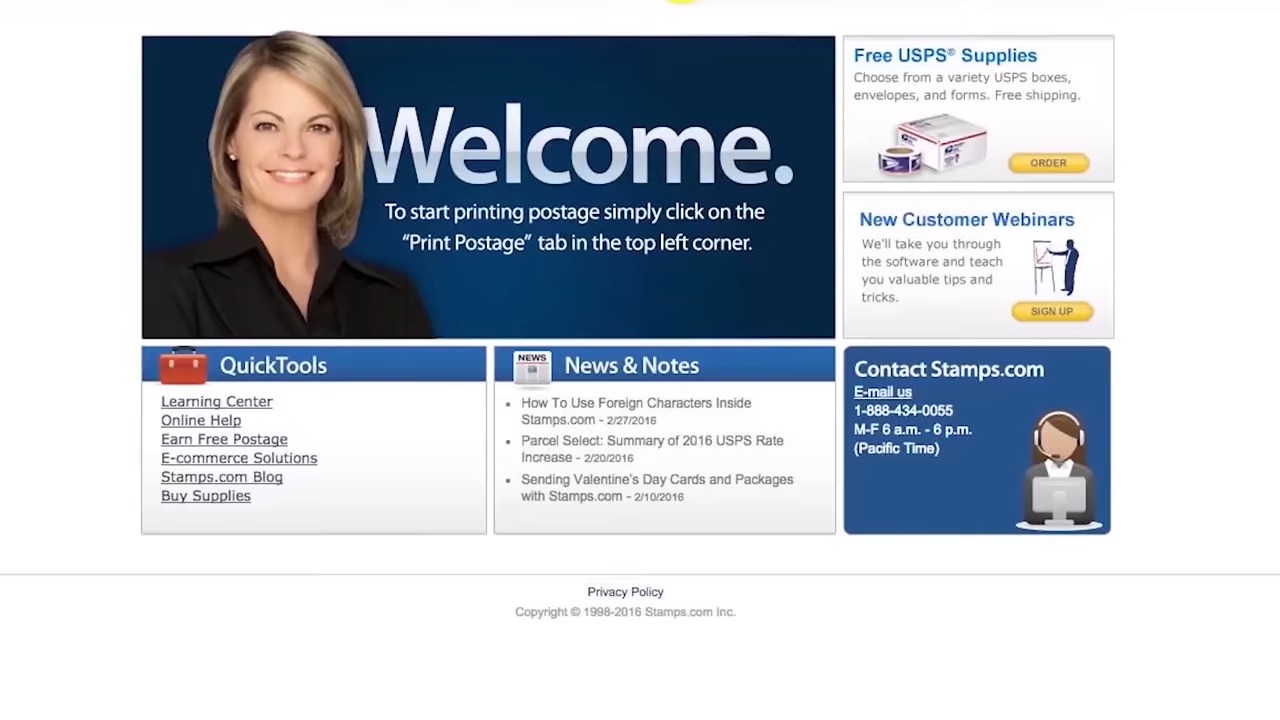 Welcome.
To start printing postage simply click on the
“Print Postage” tab in the top left corner.
Free USPS® Supplies
Choose from a variety USPS boxes,
envelopes, and forms. Free shipping.
ORDER
New Customer Webinars
We'll take you through
the software and teach
you valuable tips and
tricks.
SIGN UP
QuickTools
Learning Center
Online Help
Earn Free Postage
E-commerce Solutions
Stamps.com Blog
Buy Supplies
NEWS
News & Notes
How To Use Foreign Characters Inside
Stamps.com - 2/27/2016
Parcel Select: Summary of 2016 USPS Rate
Increase - 2/20/2016
Sending Valentine's Day Cards and Packages
with Stamps.com - 2/10/2016
Contact Stamps.com
E-mail us
1-888-434-0055
M-F 6 a.m. - 6 p.m.
(Pacific Time)
Privacy Policy
Copyright © 1998-2016 Stamps.com Inc.